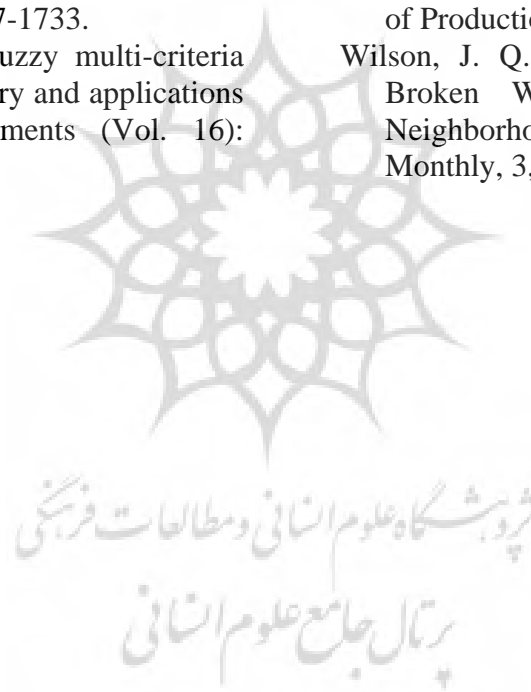 7-1733.
uzzy multi-criteria
ry and applications
ments (Vol. 16):
of Production
Wilson, J. Q.
Broken W
Neighborho
Monthly, 3,
پژوهشگاه علوم انسانی و مطالعات فرهنگی
پرتال جامع علوم انسانی